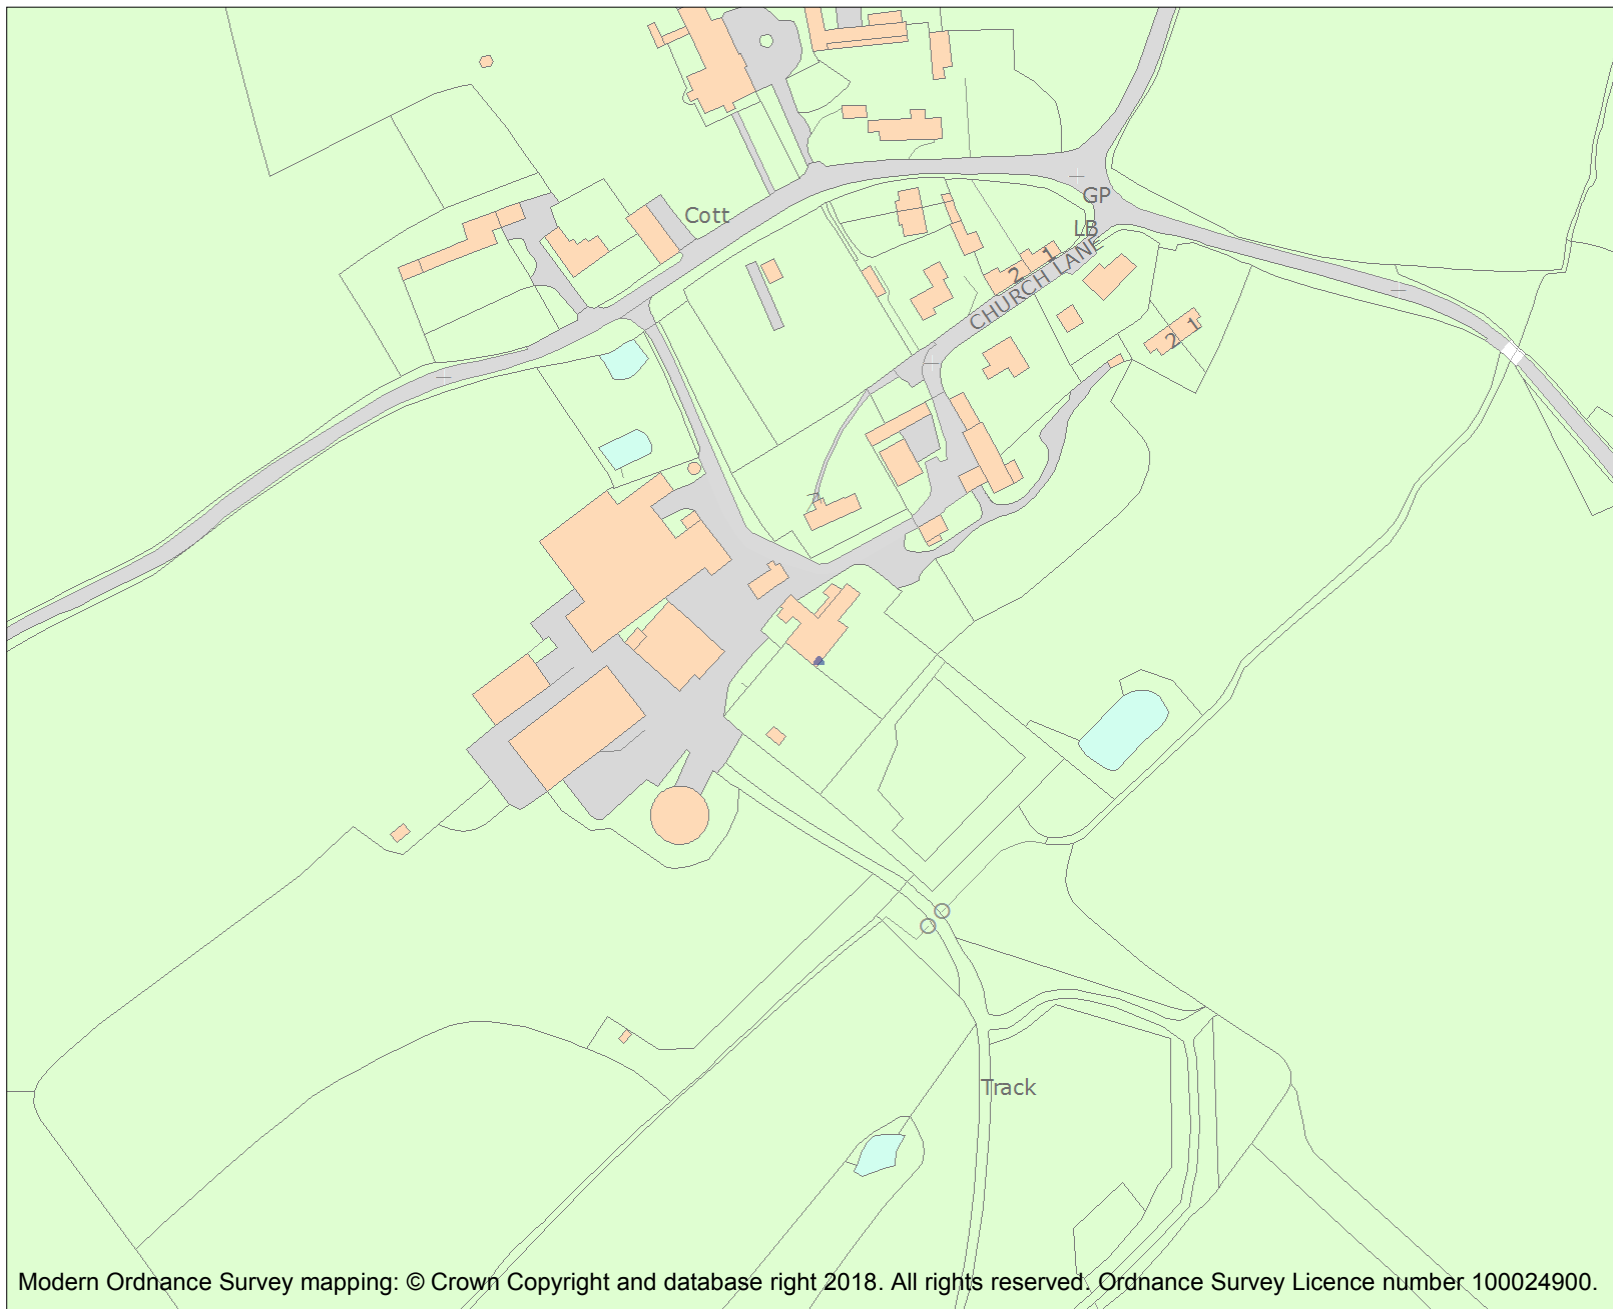 Cott
GP
LB
CHURCH LANE
2 1
2 1
Track
Modern Ordnance Survey mapping: © Crown Copyright and database right 2018. All rights reserved. Ordnance Survey Licence number 100024900.